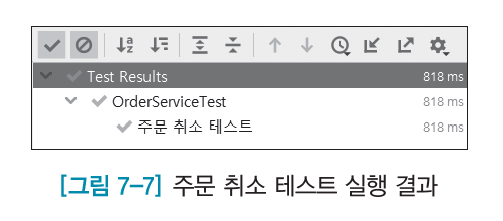 Test Results 818 ms
OrderServiceTest 818 ms
주문 취소 테스트 818 ms
[그림 7-7] 주문 취소 테스트 실행 결과